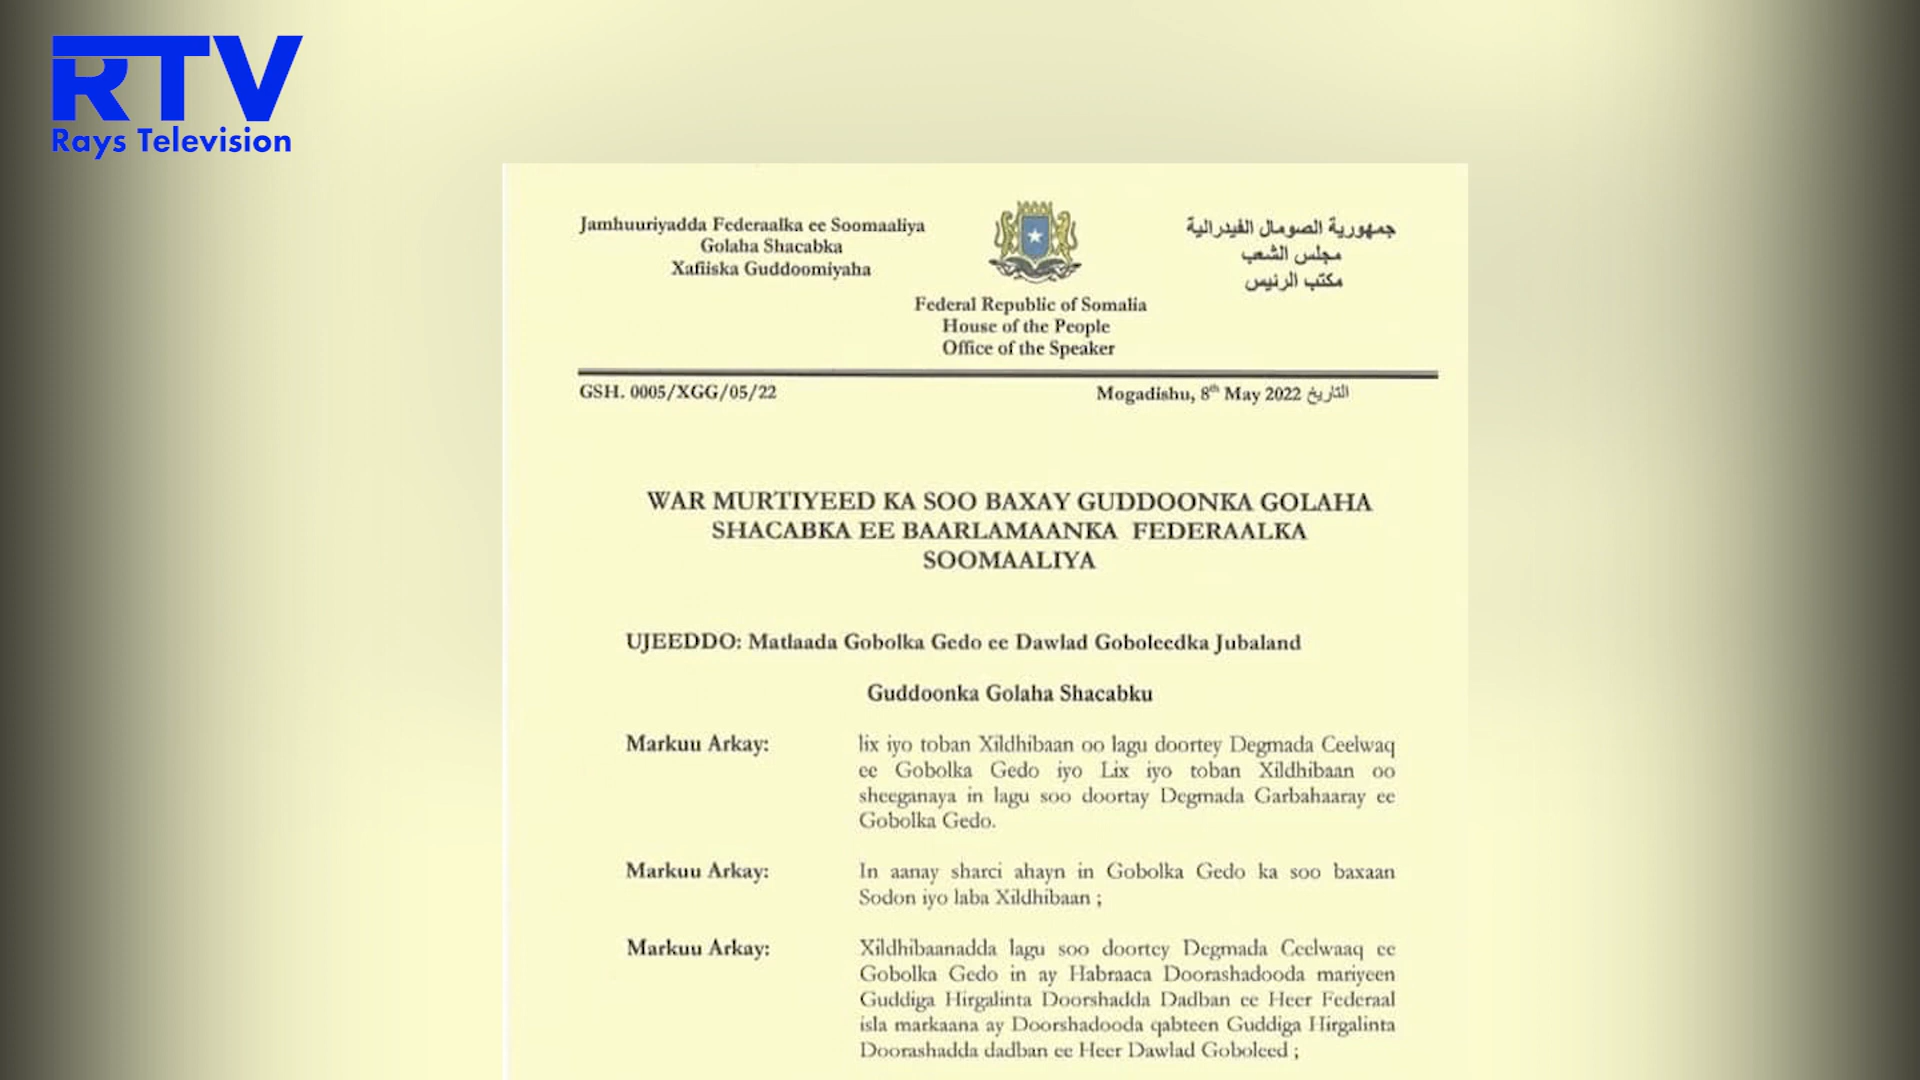 RTV
Rays Television
Jamhuuriyadda Federaalka ee Soomaaliya
Golaha Shacabka
Xafiiska Guddoomiyaha
جمهورية الصومال الفيدرالية
مجلس الشعب
مكتب الرئيس
Federal Republic of Somalia
House of the People
Office of the Speaker
GSH. 0005/XGG/05/22
Mogadishu, 8th May 2022 التاريخ
WAR MURTIYEED KA SOO BAXAY GUDDOONKA GOLAHA
SHACABKA EE BAARLAMAANKA FEDERAALKA
SOOMAALIYA
UJEEDDO: Matlaada Gobolka Gedo ee Dawlad Goboleedka Jubaland
Guddoonka Golaha Shacabku
Markuu Arkay: lix iyo toban Xildhibaan oo lagu doortey Degmada Ceelwaq
ee Gobolka Gedo iyo Lix iyo toban Xildhibaan oo
sheeganaya in lagu soo doortay Degmada Garbahaaray ee
Gobolka Gedo.
Markuu Arkay: In aanay sharci ahayn in Gobolka Gedo ka soo baxaan
Sodon iyo laba Xildhibaan ;
Markuu Arkay: Xildhibaanadda lagu soo doortey Degmada Ceelwaaq ee
Gobolka Gedo in ay Habraaca Doorashadooda mariyeen
Guddiga Hirgalinta Doorshadda Dadban ee Heer Federaal
isla markaana ay Doorshadooda qabteen Guddiga Hirgalinta
Doorashadda dadban ee Heer Dawlad Goboleed ;